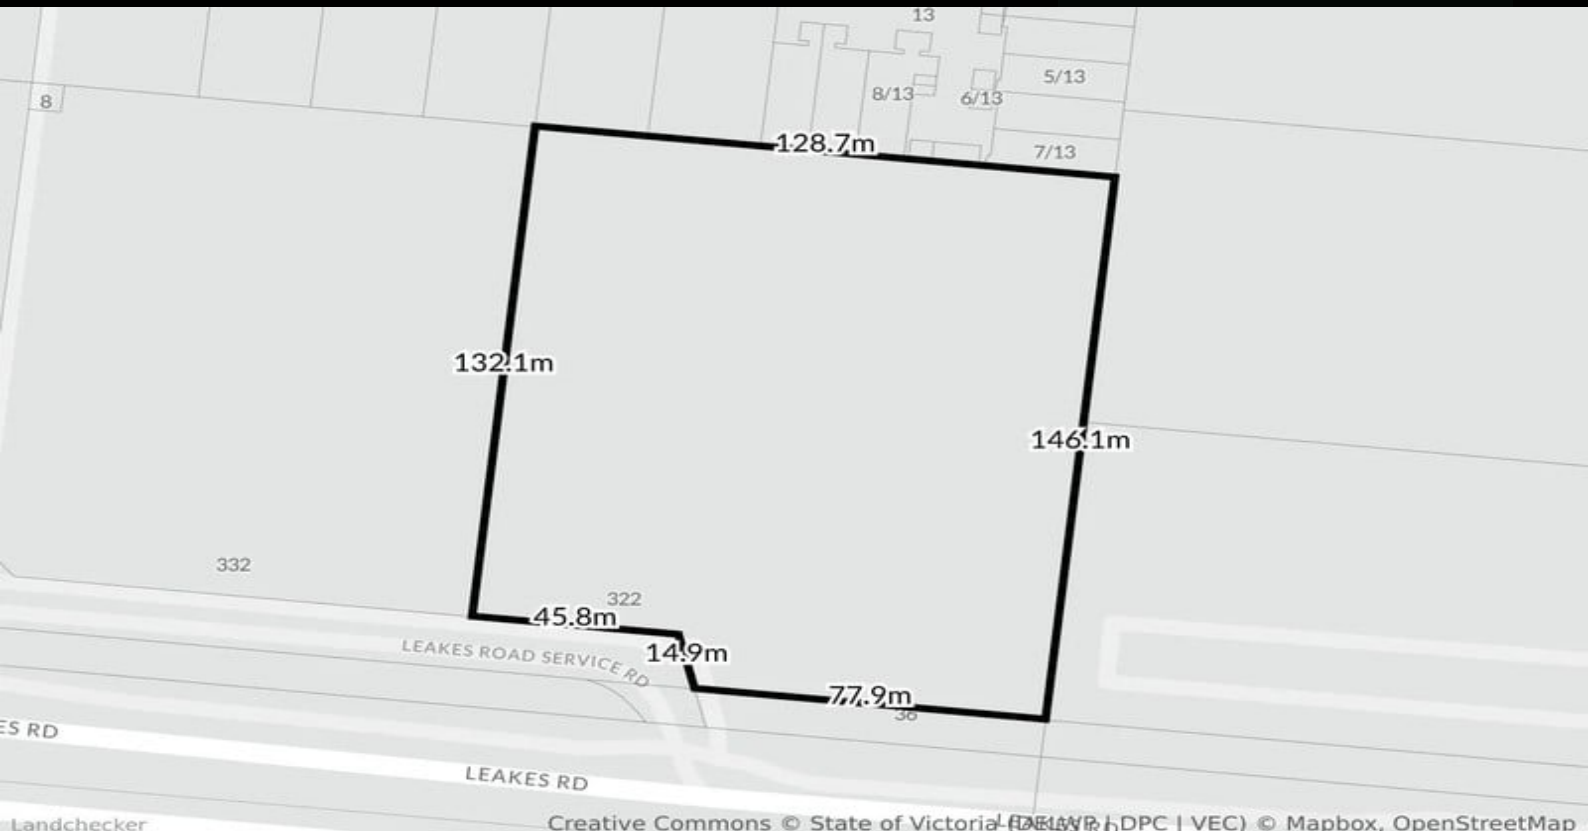 13
5/13
8
8/13
6/13
128.7m
7/13
132.1m
146.1m
332
322
45.8m
LEAKES ROAD SERVICE RD
14.9m
77.9m
36
ES RD
LEAKES RD
Landchecker
Creative Commons © State of Victoria (DELWP | DPC | VEC) © Mapbox, OpenStreetMap